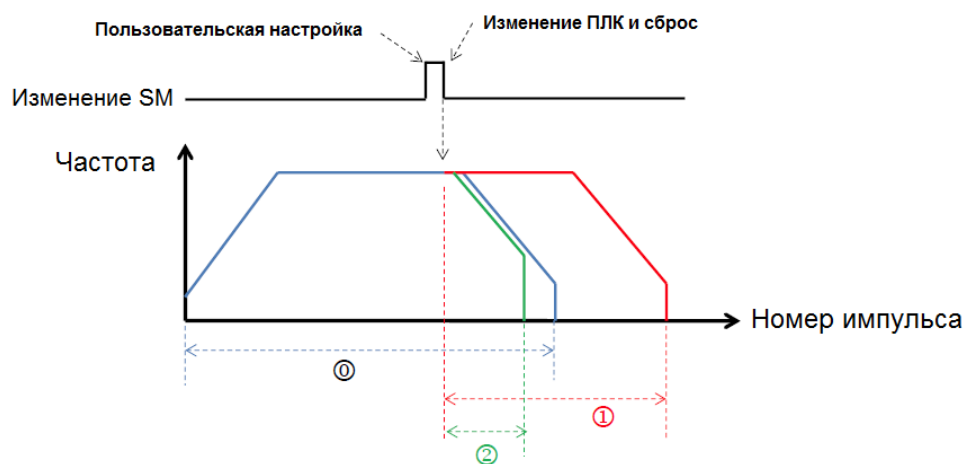 Пользовательская настройка
Изменение ПЛК и сброс
Изменение SM
Частота
Номер импульса
⓪
①
②